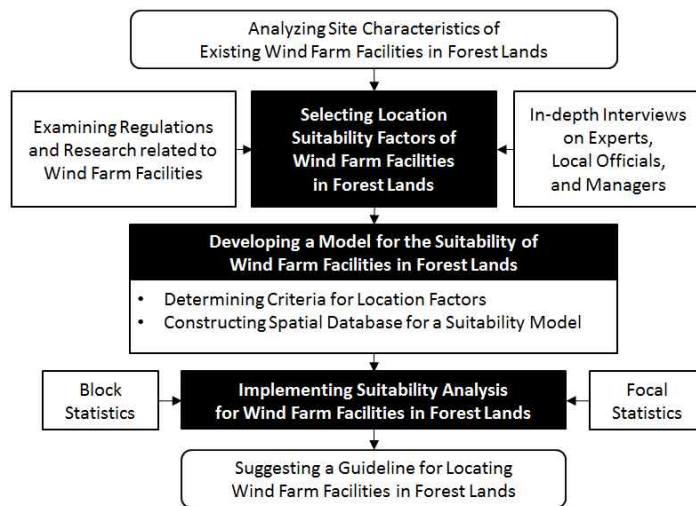 Analyzing Site Characteristics of
Existing Wind Farm Facilities in Forest Lands
Examining Regulations
and Research related to
Wind Farm Facilities
Selecting Location
Suitability Factors of
Wind Farm Facilities
in Forest Lands
In-depth Interviews
on Experts,
Local Officials,
and Managers
Developing a Model for the Suitability of
Wind Farm Facilities in Forest Lands
• Determining Criteria for Location Factors
• Constructing Spatial Database for a Suitability Model
Block
Statistics
Implementing Suitability Analysis
for Wind Farm Facilities in Forest Lands
Focal
Statistics
Suggesting a Guideline for Locating
Wind Farm Facilities in Forest Lands